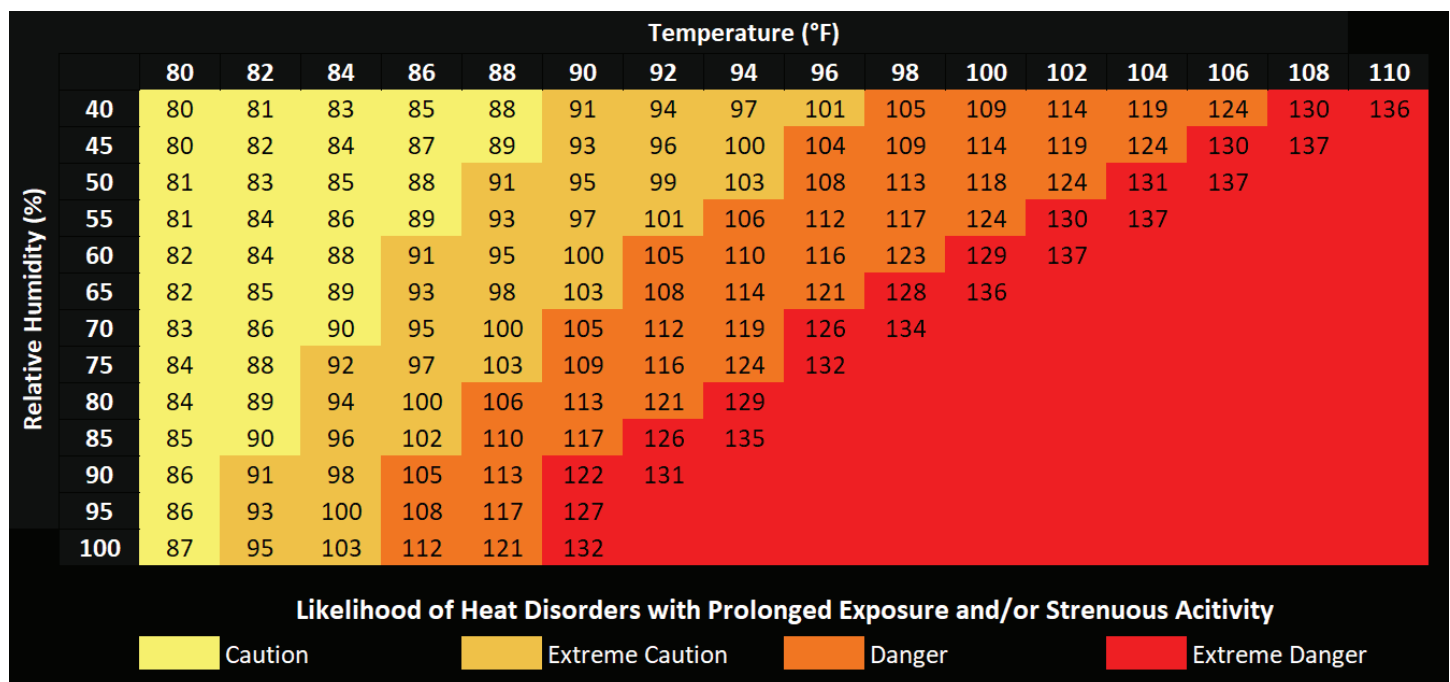 Temperature (°F)
80 82 84 86 88 90 92 94 96 98 100 102 104 106 108 110
Relative Humidity (%)
40 80 81 83 85 88 91 94 97 101 105 109 114 119 124 130 136
45 80 82 84 87 89 93 96 100 104 109 114 119 124 130 137
50 81 83 85 88 91 95 99 103 108 113 118 124 131 137
55 81 84 86 89 93 97 101 106 112 117 124 130 137
60 82 84 88 91 95 100 105 110 116 123 129 137
65 82 85 89 93 98 103 108 114 121 128 136
70 83 86 90 95 100 105 112 119 126 134
75 84 88 92 97 103 109 116 124 132
80 84 89 94 100 106 113 121 129
85 85 90 96 102 110 117 126 135
90 86 91 98 105 113 122 131
95 86 93 100 108 117 127
100 87 95 103 112 121 132
Likelihood of Heat Disorders with Prolonged Exposure and/or Strenuous Acitivity
Caution Extreme Caution Danger Extreme Danger